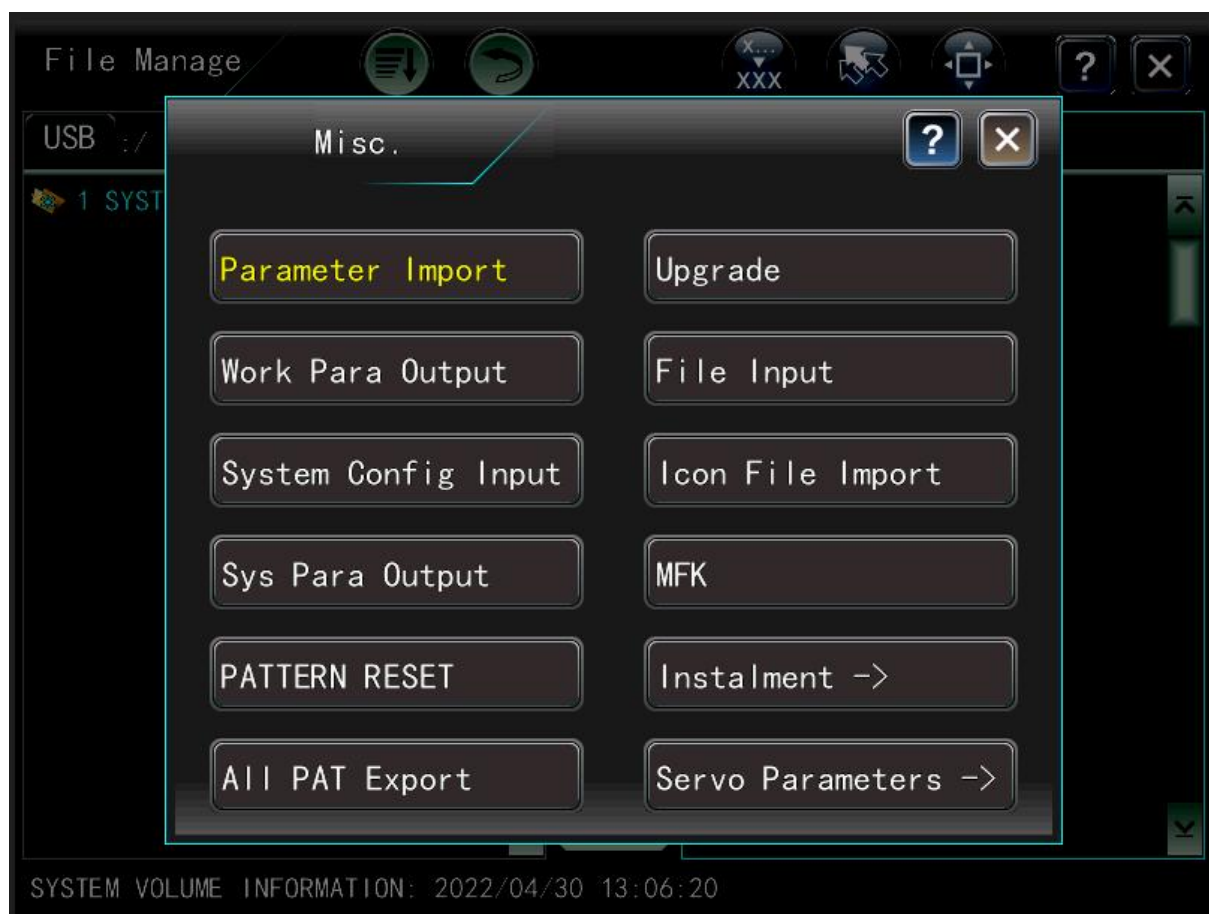 File Manage
X...
XXX
?
USB :/
Misc.
?
1 SYST
Parameter Import
Upgrade
Work Para Output
File Input
System Config Input
Icon File Import
Sys Para Output
MFK
PATTERN RESET
Instalment ->
All PAT Export
Servo Parameters ->
SYSTEM VOLUME INFORMATION: 2022/04/30 13:06:20